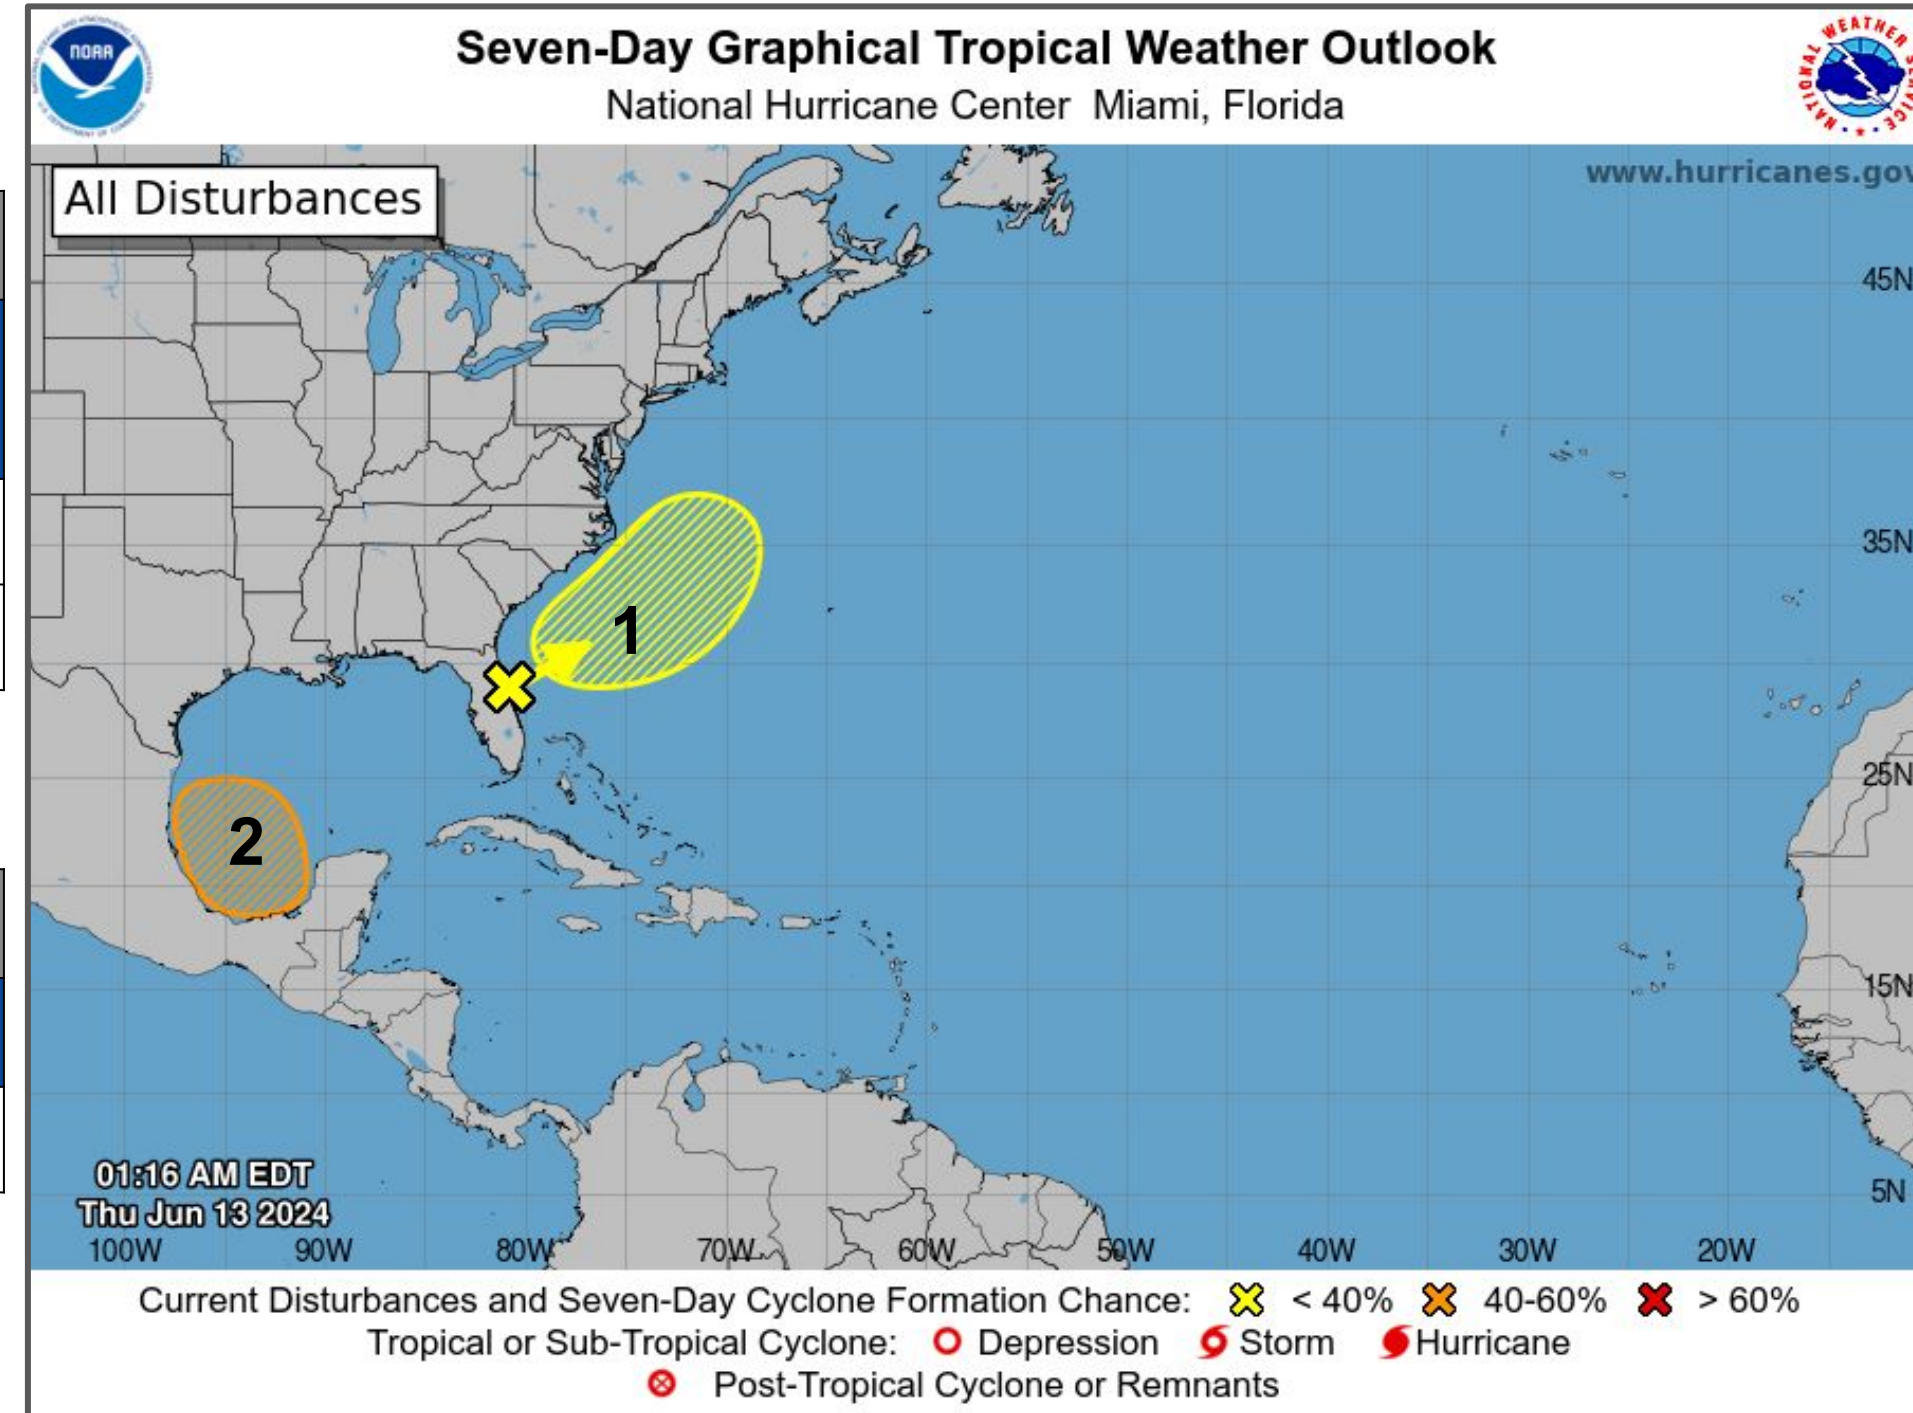 NOAA
Seven-Day Graphical Tropical Weather Outlook
National Hurricane Center Miami, Florida
All Disturbances
www.hurricanes.gov
45N
35N
25N
15N
5N
1
2
01:16 AM EDT
Thu Jun 13 2024
100W 90W 80W 70W 60W 50W 40W 30W 20W
Current Disturbances and Seven-Day Cyclone Formation Chance: < 40% 40-60% > 60%
Tropical or Sub-Tropical Cyclone: Depression Storm Hurricane
Post-Tropical Cyclone or Remnants